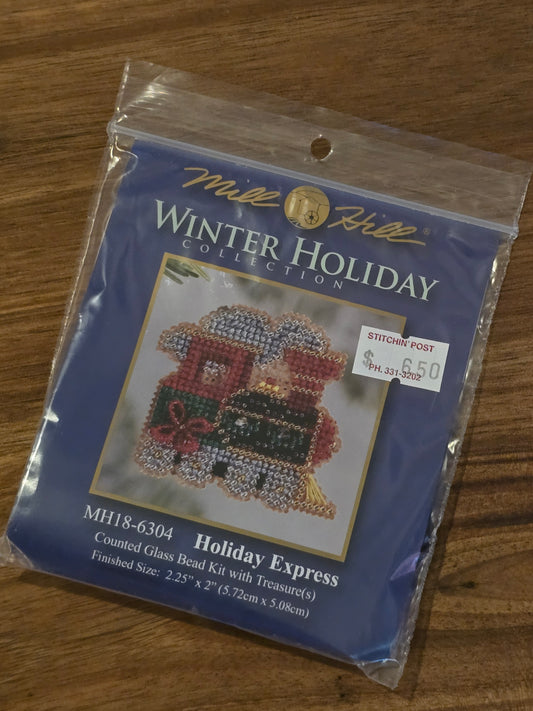 Mill Hill®
WINTER HOLIDAY
COLLECTION
STITCHIN' POST
$ 6.50
PH. 331-3202
MH18-6304 Holiday Express
Counted Glass Bead Kit with Treasure(s)
Finished Size: 2.25" x 2" (5.72cm x 5.08cm)